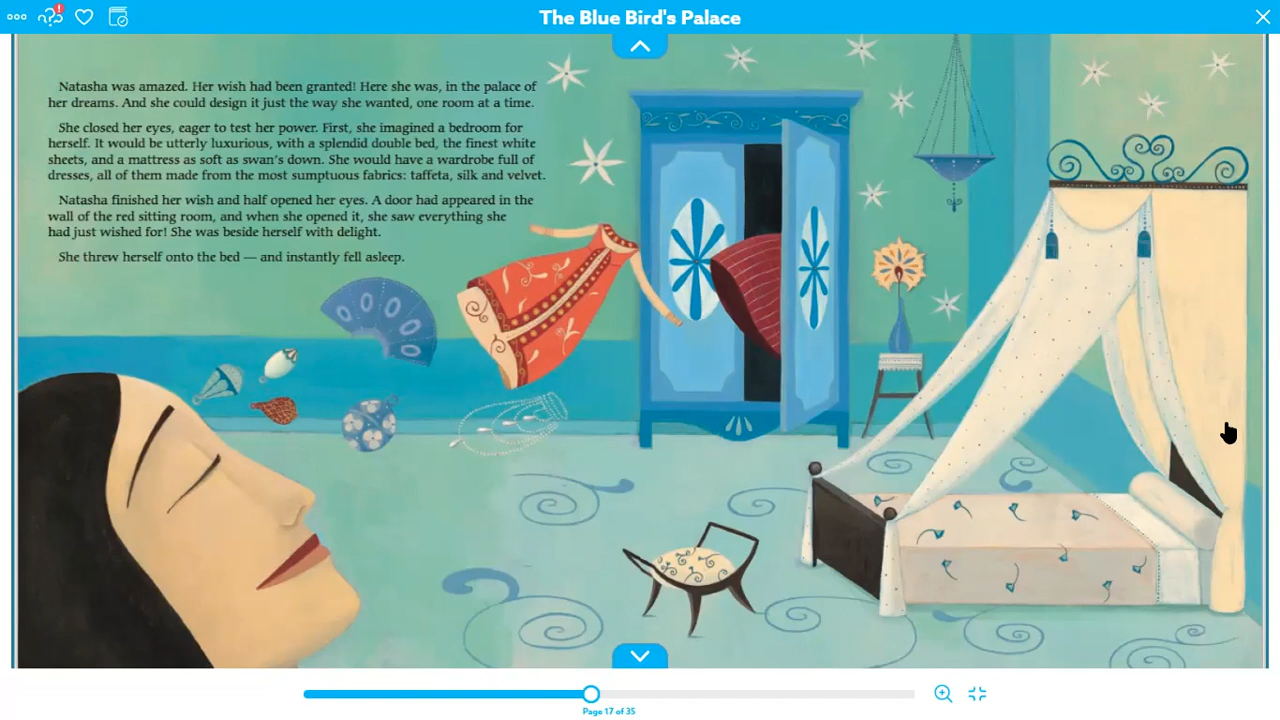 The Blue Bird's Palace
Natasha was amazed. Her wish had been granted! Here she was, in the palace of
her dreams. And she could design it just the way she wanted, one room at a time.
She closed her eyes, eager to test her power. First, she imagined a bedroom for
herself. It would be utterly luxurious, with a splendid double bed, the finest white
sheets, and a mattress as soft as swan's down. She would have a wardrobe full of
dresses, all of them made from the most sumptuous fabrics: taffeta, silk and velvet.
Natasha finished her wish and half opened her eyes. A door had appeared in the
wall of the red sitting room, and when she opened it, she saw everything she
had just wished for! She was beside herself with delight.
She threw herself onto the bed — and instantly fell asleep.
Page 17 of 35